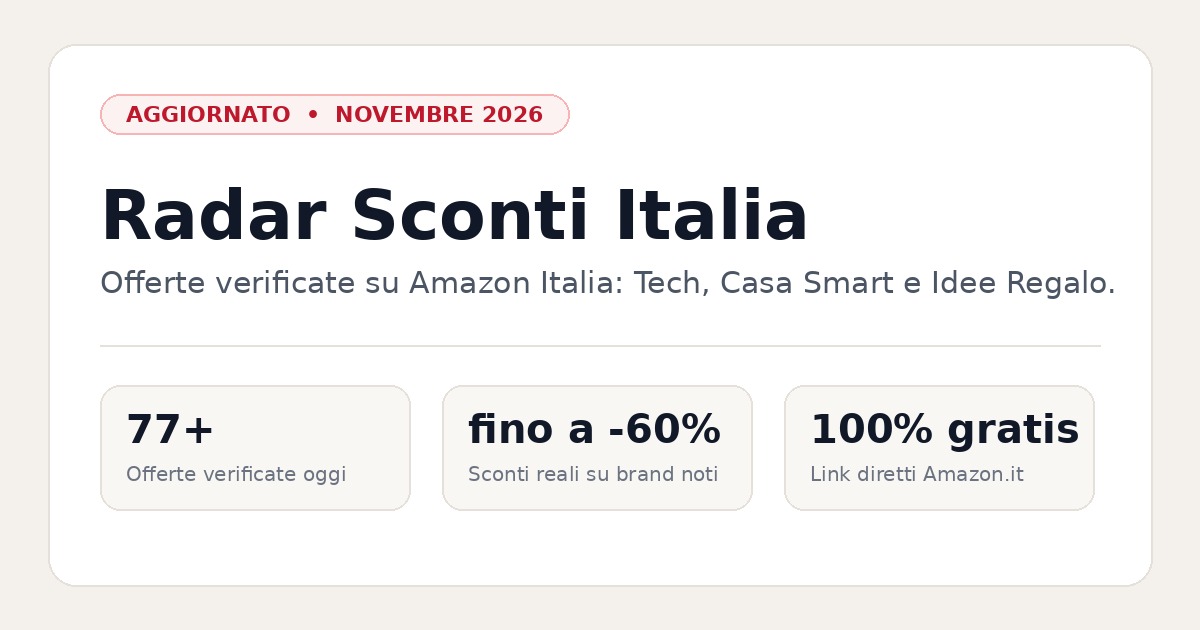 AGGIORNATO • NOVEMBRE 2026
Radar Sconti Italia
Offerte verificate su Amazon Italia: Tech, Casa Smart e Idee Regalo.
77+
Offerte verificate oggi
fino a -60%
Sconti reali su brand noti
100% gratis
Link diretti Amazon.it